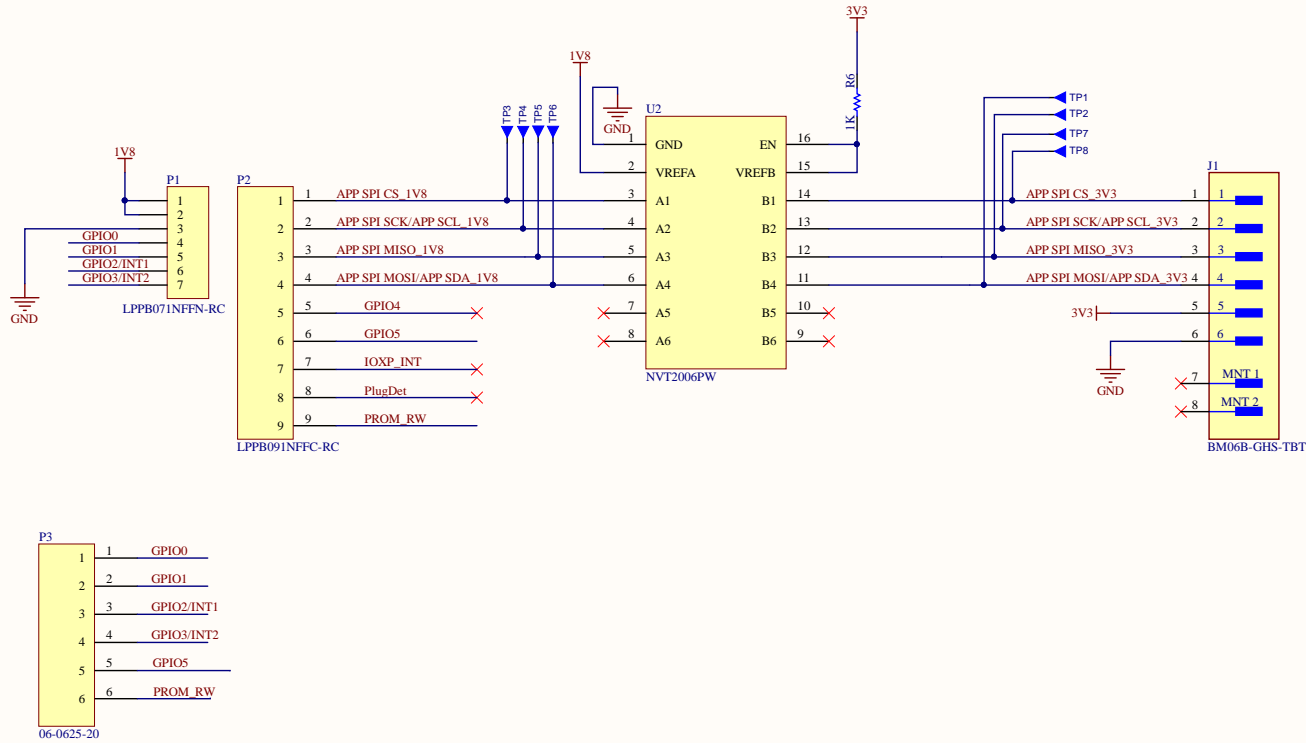 3V3
R6
1K
1V8
GND
TP3
TP4
TP5
TP6
U2
1 GND EN 16
2 VREFA VREFB 15
3 A1 B1 14
4 A2 B2 13
5 A3 B3 12
6 A4 B4 11
7 A5 B5 10
8 A6 B6 9
NVT2006PW
TP1
TP2
TP7
TP8
1V8
P1
1
2
3
GPIO0 4
GPIO1 5
GPIO2/INT1 6
GPIO3/INT2 7
LPPB071NFFN-RC
GND
P2
1 1 APP SPI CS_1V8
2 2 APP SPI SCK/APP SCL_1V8
3 3 APP SPI MISO_1V8
4 4 APP SPI MOSI/APP SDA_1V8
5 5 GPIO4
6 6 GPIO5
7 7 IOXP_INT
8 8 PlugDet
9 9 PROM_RW
LPPB091NFFC-RC
J1
APP SPI CS_3V3 1 1
APP SPI SCK/APP SCL_3V3 2 2
APP SPI MISO_3V3 3 3
APP SPI MOSI/APP SDA_3V3 4 4
3V3 5 5
6 6
GND
7 MNT 1
8 MNT 2
BM06B-GHS-TBT
P3
1 1 GPIO0
2 2 GPIO1
3 3 GPIO2/INT1
4 4 GPIO3/INT2
5 5 GPIO5
6 6 PROM_RW
06-0625-20